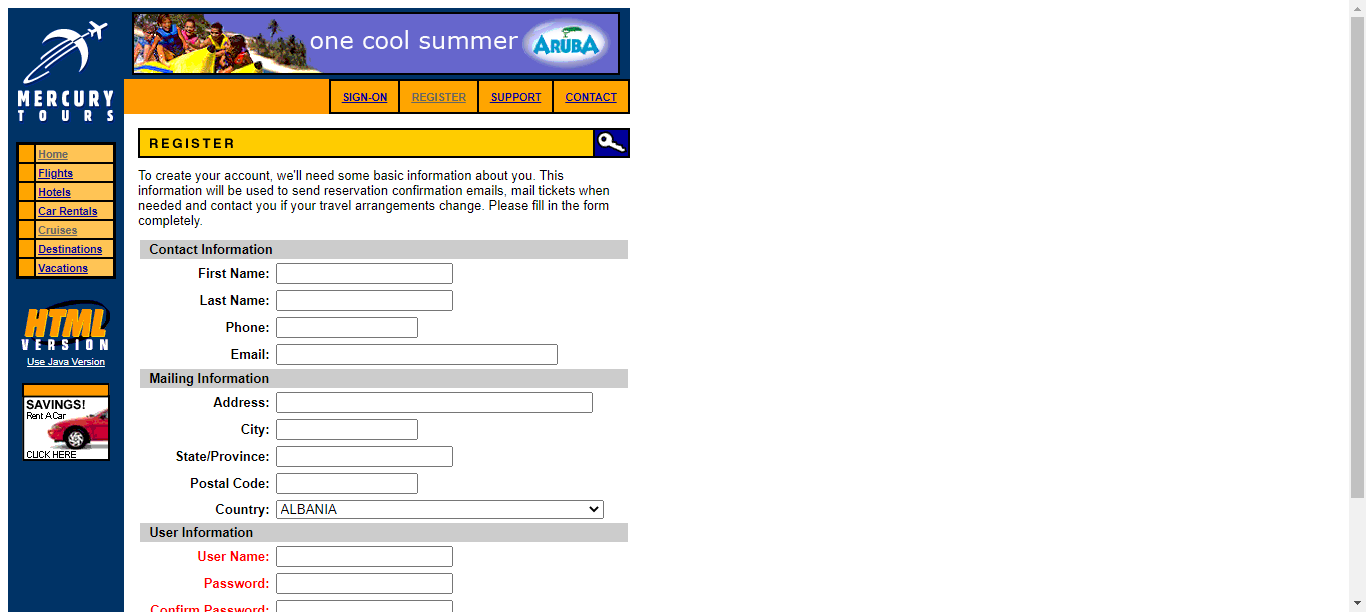 one cool summer ARUBA
MERCURY
TOURS
SIGN-ON REGISTER SUPPORT CONTACT
Home
Flights
Hotels
Car Rentals
Cruises
Destinations
Vacations
HTML
VERSION
Use Java Version
SAVINGS!
Rent A Car
CLICK HERE
REGISTER
To create your account, we'll need some basic information about you. This
information will be used to send reservation confirmation emails, mail tickets when
needed and contact you if your travel arrangements change. Please fill in the form
completely.
Contact Information
First Name:
Last Name:
Phone:
Email:
Mailing Information
Address:
City:
State/Province:
Postal Code:
Country: ALBANIA
User Information
User Name:
Password:
Confirm Password: